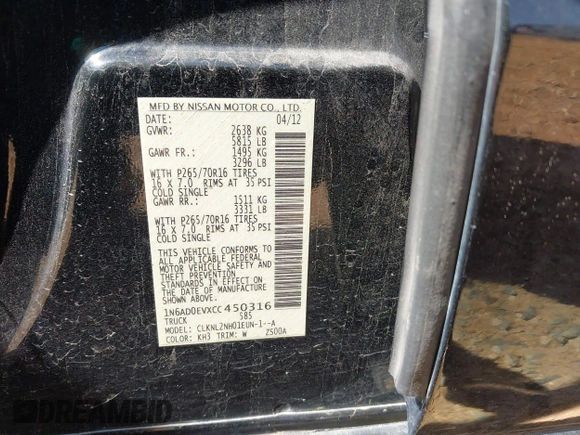 MFD BY NISSAN MOTOR CO., LTD.
DATE: 04/12
GVWR: 2638 KG
5815 LB
GAWR FR.: 1495 KG
3296 LB
WITH P265/70R16 TIRES
16 X 7.0 RIMS AT 35 PSI
COLD SINGLE
GAWR RR.: 1511 KG
3331 LB
WITH P265/70R16 TIRES
16 X 7.0 RIMS AT 35 PSI
COLD SINGLE
THIS VEHICLE CONFORMS TO
ALL APPLICABLE FEDERAL
MOTOR VEHICLE SAFETY AND
THEFT PREVENTION
STANDARDS IN EFFECT ON
THE DATE OF MANUFACTURE
SHOWN ABOVE.
1N6AD0EVXCC450316
TRUCK 585
MODEL: CLKNL2NH01EUN-1--A
COLOR: KH3 TRIM: W ZS00A
DREAMBID